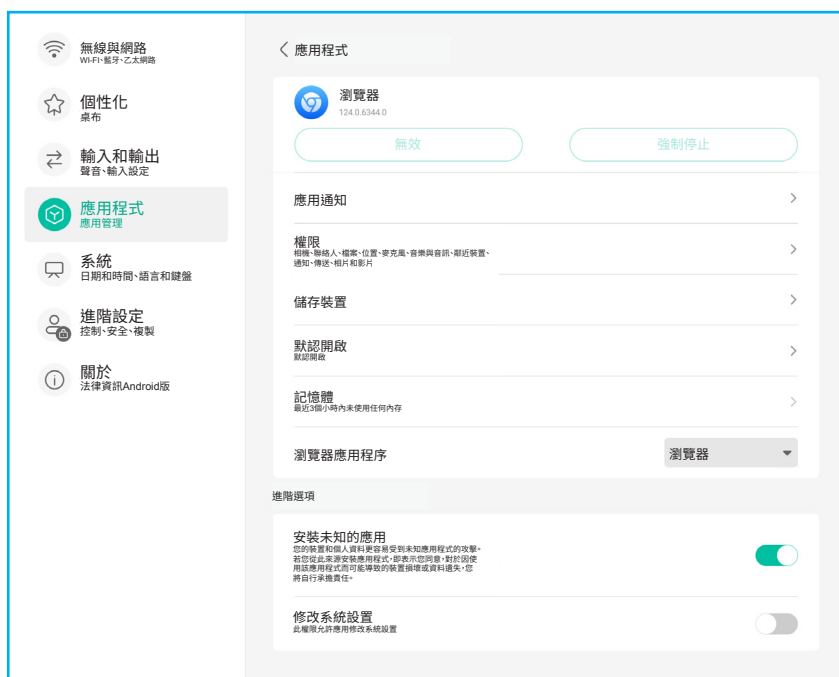 無線與網路
WI-FI、藍牙、乙太網路
個性化
桌布
輸入和輸出
聲音、輸入設定
應用程式
應用管理
系統
日期和時間、語言和鍵盤
進階設定
控制、安全、複製
關於
法律資訊Android版
應用程式
瀏覽器
124.0.6344.0
無效
強制停止
應用通知
權限
相機、聯絡人、檔案、位置、麥克風、音樂與音訊、鄰近裝置、
通知、傳送、相片和影片
儲存裝置
默認開啟
默認開啟
記憶體
最近3個小時內未使用任何內存
瀏覽器應用程序
瀏覽器
進階選項
安裝未知的應用
您的裝置和個人資料更容易受到未知應用程式的攻擊。
若您從此來源安裝應用程式,即表示您同意,對於因使
用該應用程式而可能導致的裝置損壞或資料遺失,您
將自行承擔責任。
修改系統設置
此權限允許應用修改系統設置